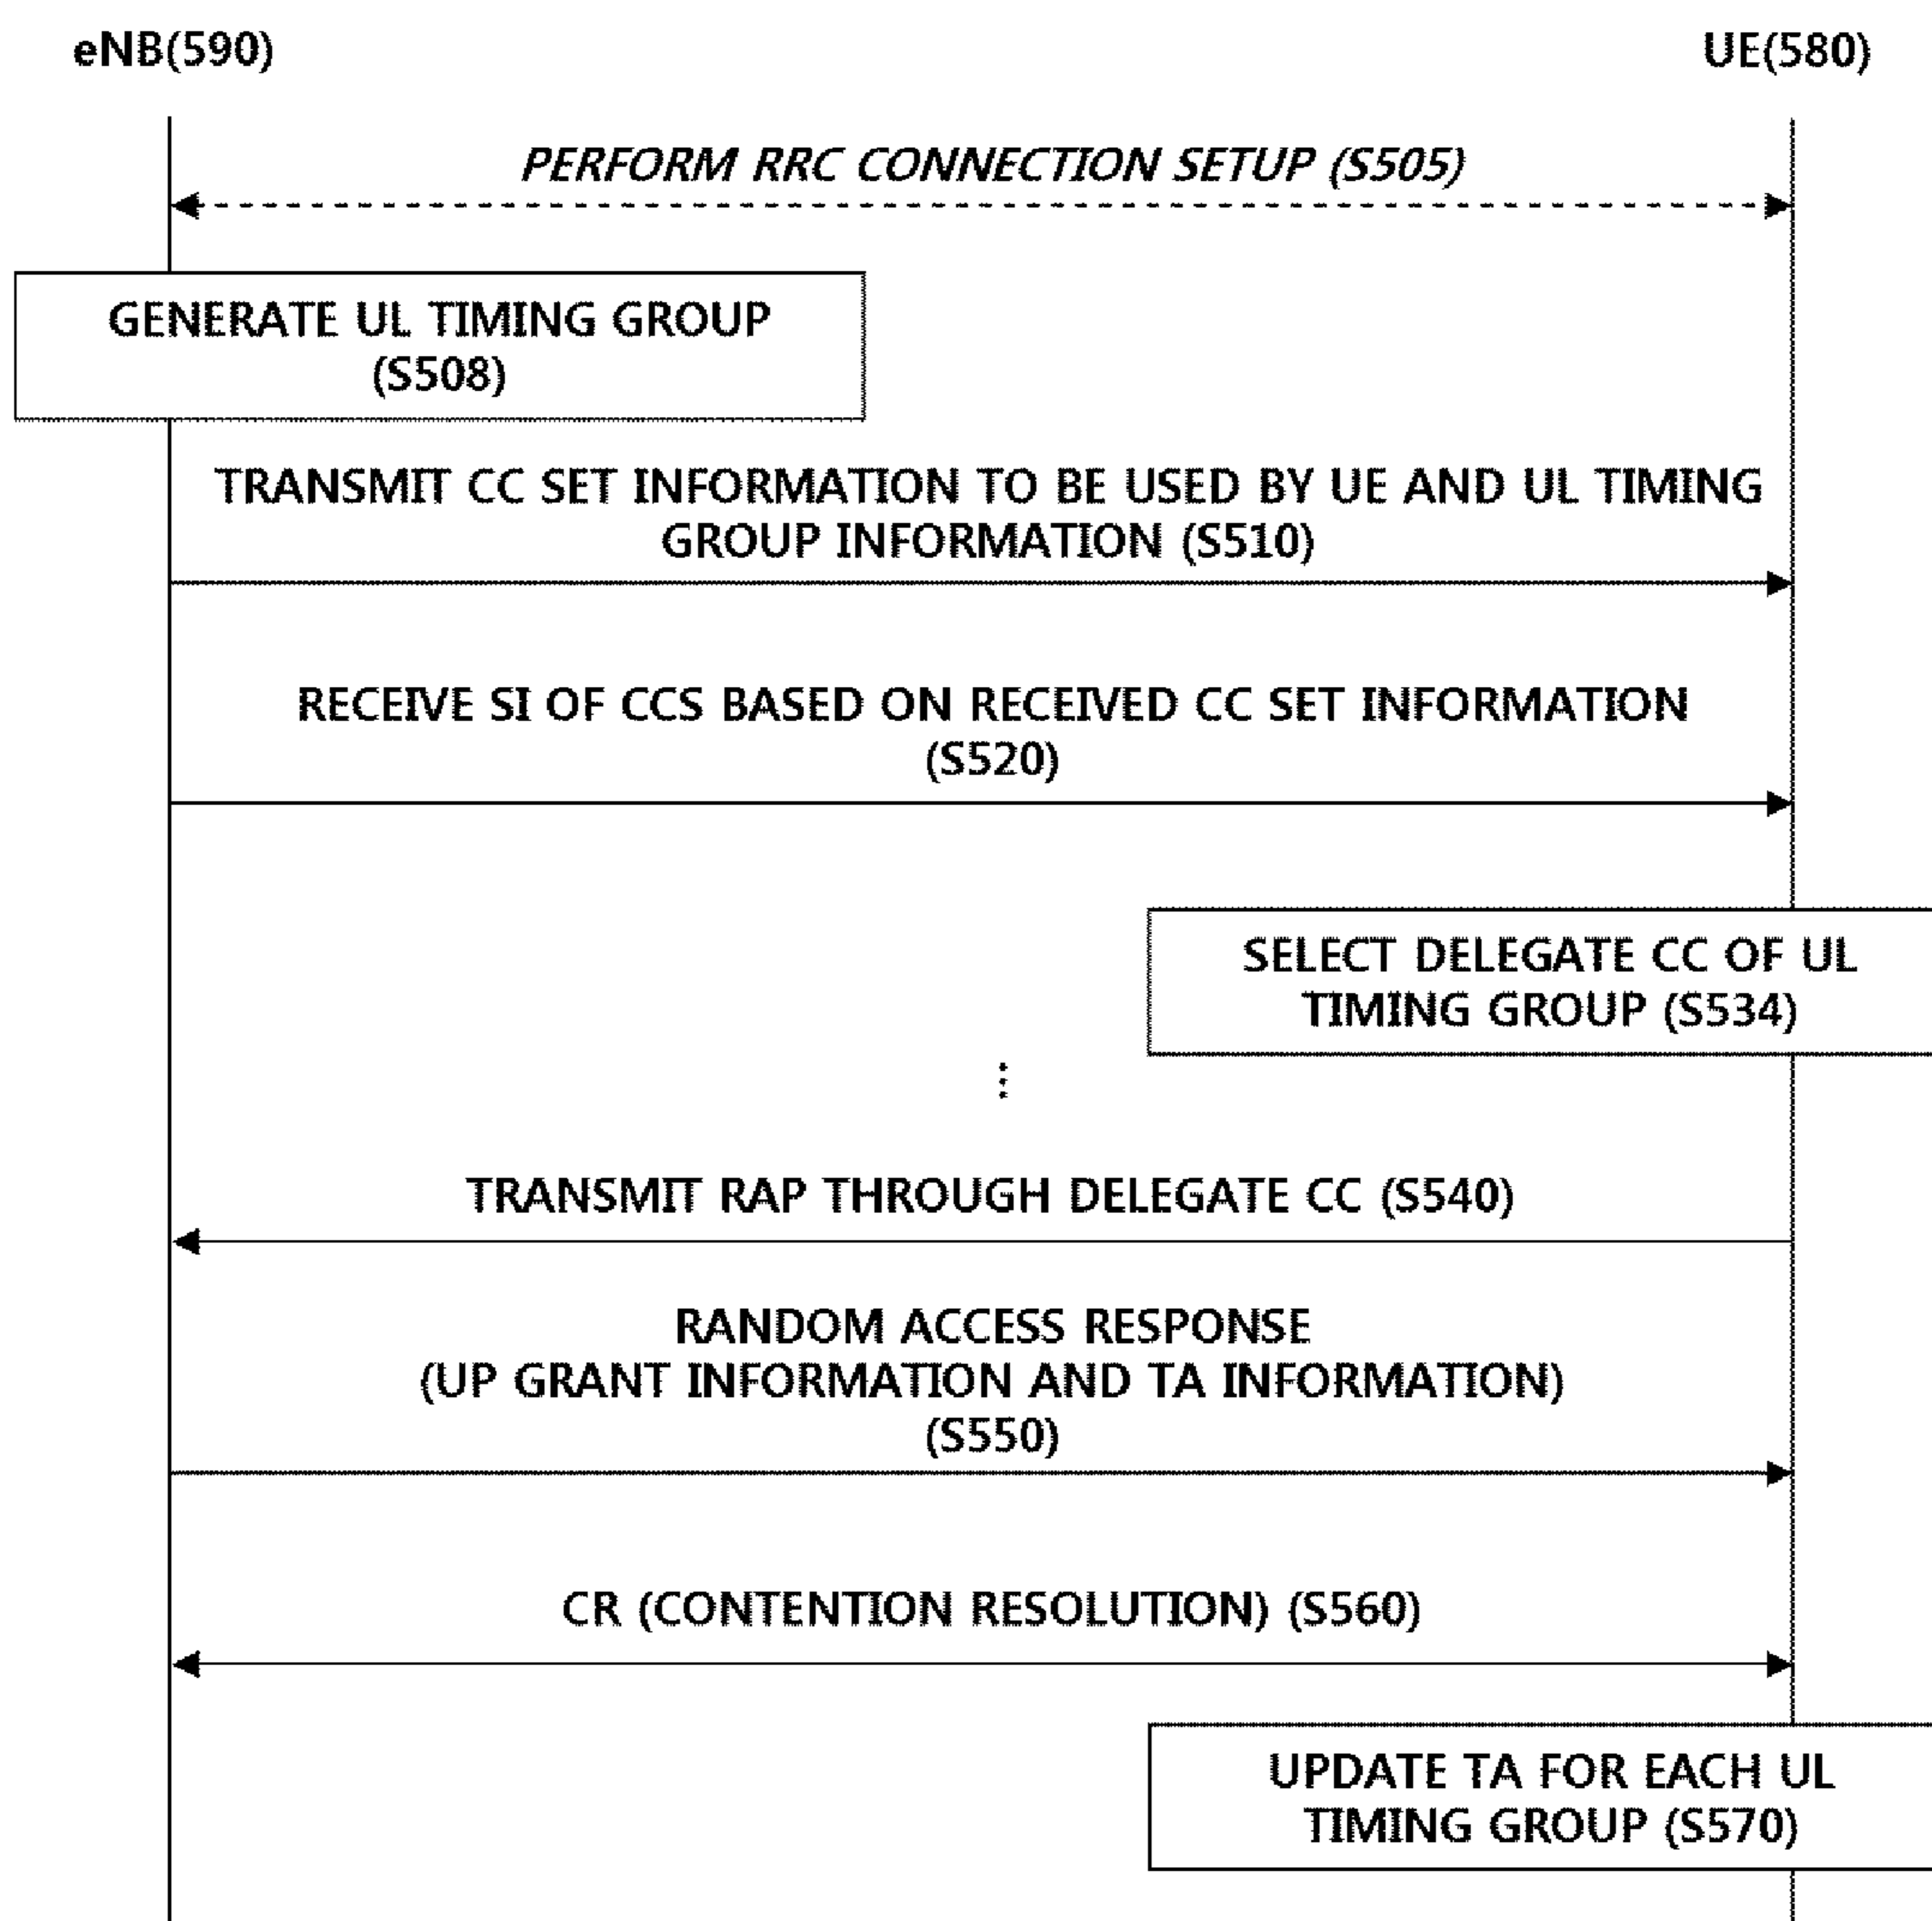 eNB(590)
UE(580)
PERFORM RRC CONNECTION SETUP (S505)
GENERATE UL TIMING GROUP
(S508)
TRANSMIT CC SET INFORMATION TO BE USED BY UE AND UL TIMING
GROUP INFORMATION (S510)
RECEIVE SI OF CCS BASED ON RECEIVED CC SET INFORMATION
(S520)
SELECT DELEGATE CC OF UL
TIMING GROUP (S534)
TRANSMIT RAP THROUGH DELEGATE CC (S540)
RANDOM ACCESS RESPONSE
(UP GRANT INFORMATION AND TA INFORMATION)
(S550)
CR (CONTENTION RESOLUTION) (S560)
UPDATE TA FOR EACH UL
TIMING GROUP (S570)